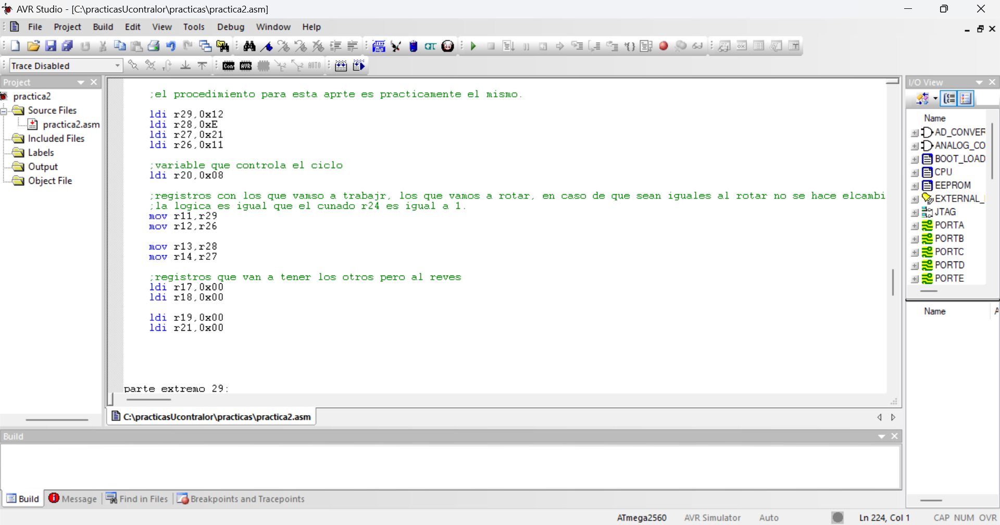 AVR Studio - [C:\practicasUcontralor\practicas\practica2.asm]
File Project Build Edit View Tools Debug Window Help
Trace Disabled
Con AVR AUTO
Project
practica2
Source Files
practica2.asm
Included Files
Labels
Output
Object File
;el procedimiento para esta aprte es practicamente el mismo.
ldi r29,0x12
ldi r28,0xE
ldi r27,0x21
ldi r26,0x11
;variable que controla el ciclo
ldi r20,0x08
;registros con los que vamso a trabajr, los que vamos a rotar, en caso de que sean iguales al rotar no se hace elcambi
;la logica es igual que el cunado r24 es igual a 1.
mov r11,r29
mov r12,r26
mov r13,r28
mov r14,r27
;registros que van a tener los otros pero al reves
ldi r17,0x00
ldi r18,0x00
ldi r19,0x00
ldi r21,0x00
parte extremo 29:
C:\practicasUcontralor\practicas\practica2.asm
I/O View
Name
AD_CONVER
ANALOG_CO
BOOT_LOAD
CPU
EEPROM
EXTERNAL_
JTAG
PORTA
PORTB
PORTC
PORTD
PORTE
Name A
Build
Build Message Find in Files Breakpoints and Tracepoints
ATmega2560 AVR Simulator Auto Ln 224, Col 1 CAP NUM OVR